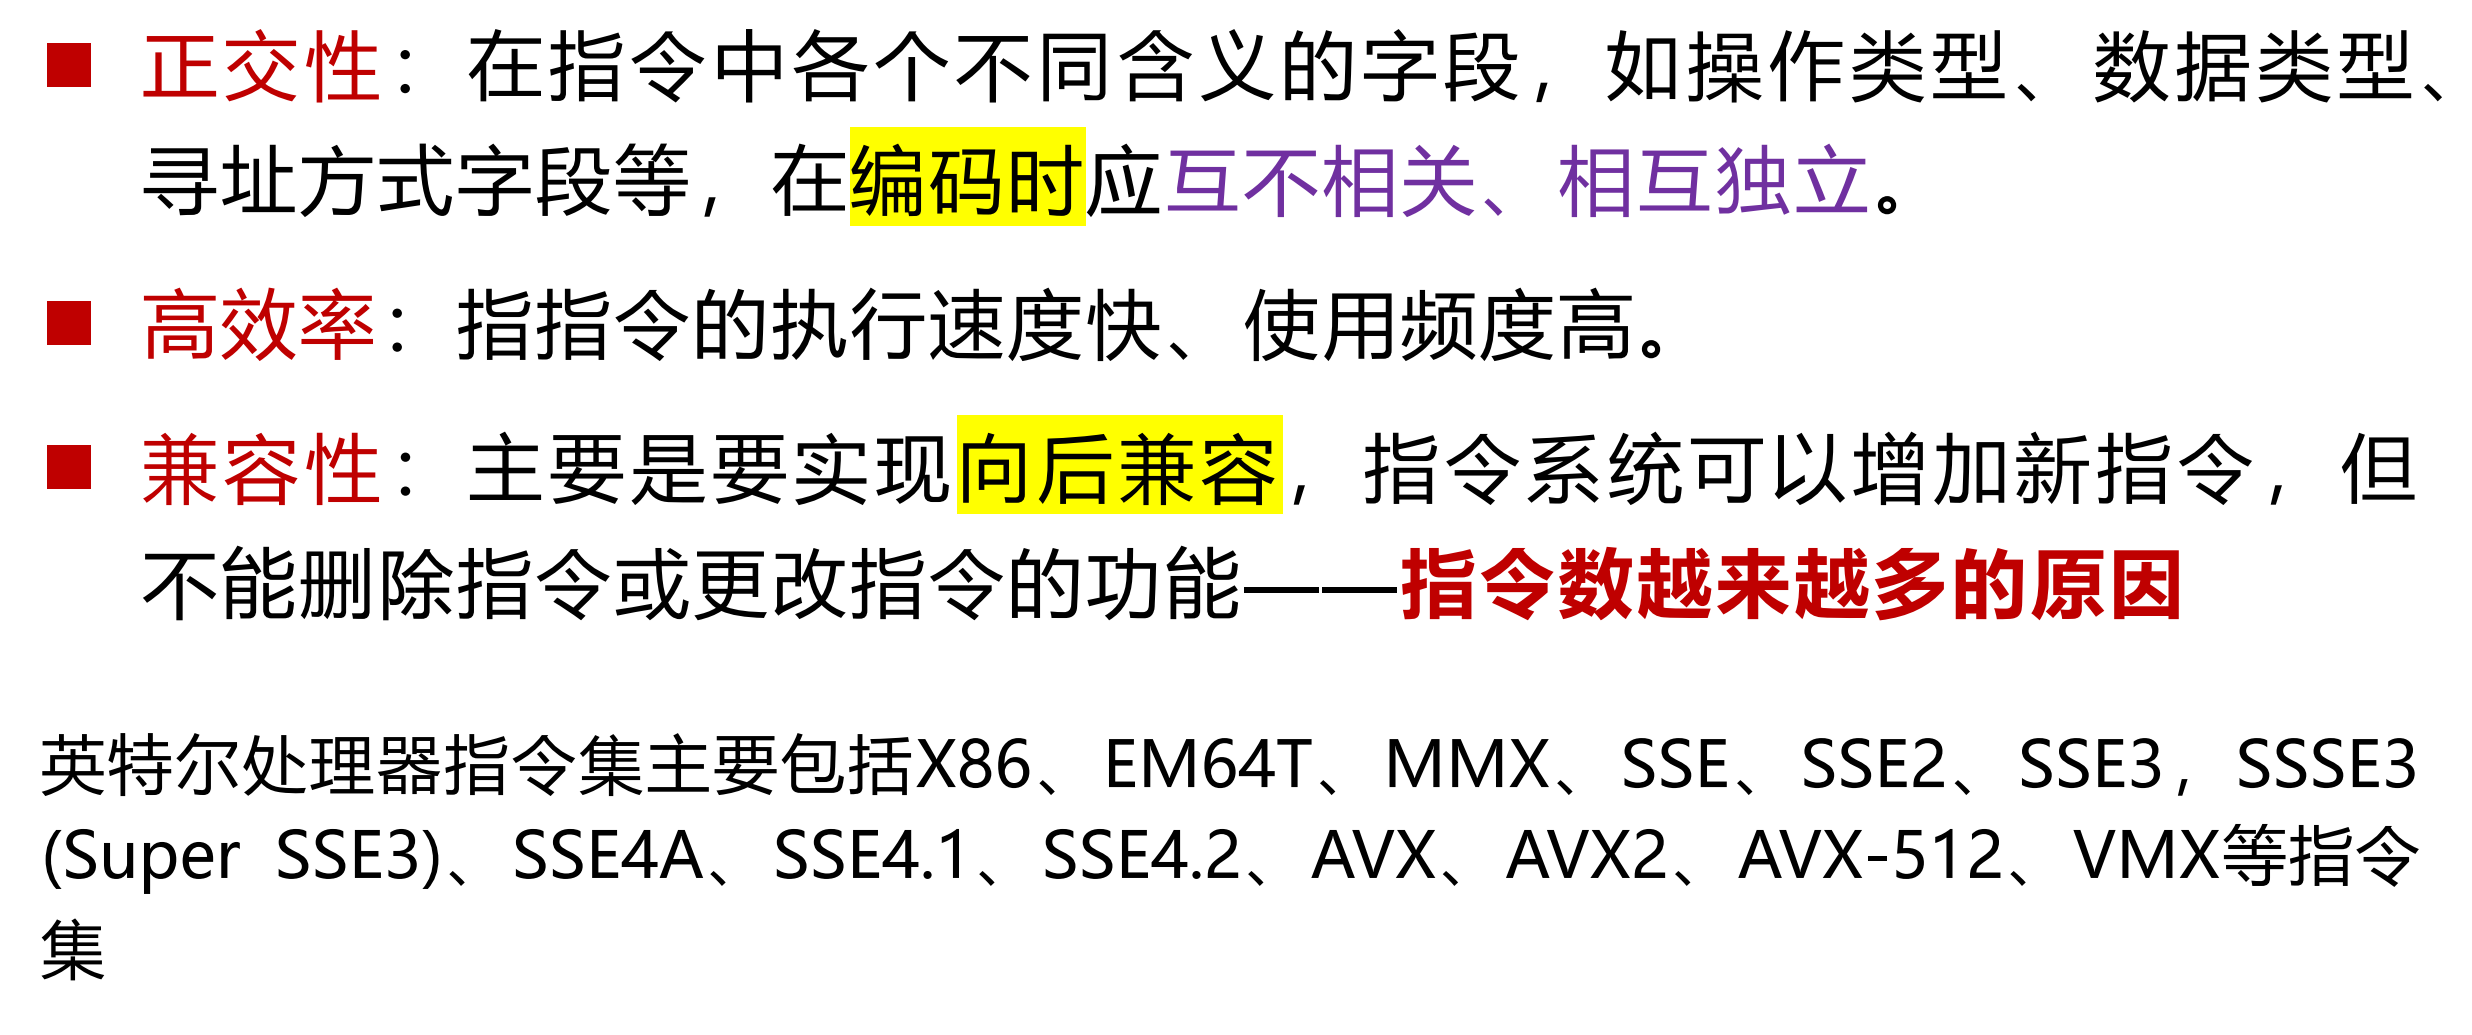 ■ 正交性：在指令中各个不同含义的字段，如操作类型、数据类型、
寻址方式字段等，在编码时应互不相关、相互独立。
■ 高效率：指指令的执行速度快、使用频度高。
■ 兼容性：主要是要实现向后兼容，指令系统可以增加新指令，但
不能删除指令或更改指令的功能——指令数越来越多的原因
英特尔处理器指令集主要包括X86、EM64T、MMX、SSE、SSE2、SSE3，SSSE3
(Super SSE3)、SSE4A、SSE4.1、SSE4.2、AVX、AVX2、AVX-512、VMX等指令
集